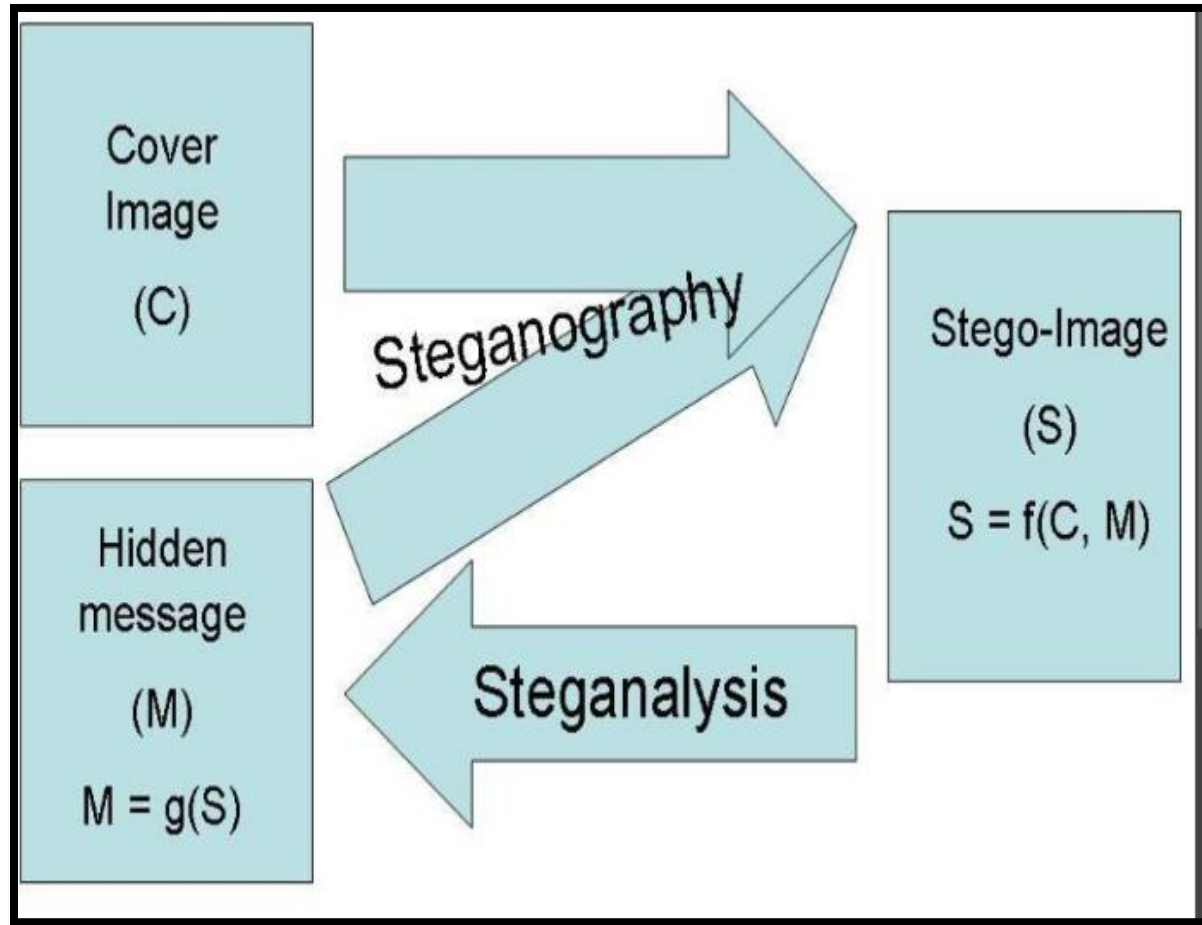 Cover
Image
(C)
Steganography
Stego-Image
(S)
S = f(C, M)
Hidden
message
(M)
M = g(S)
Steganalysis